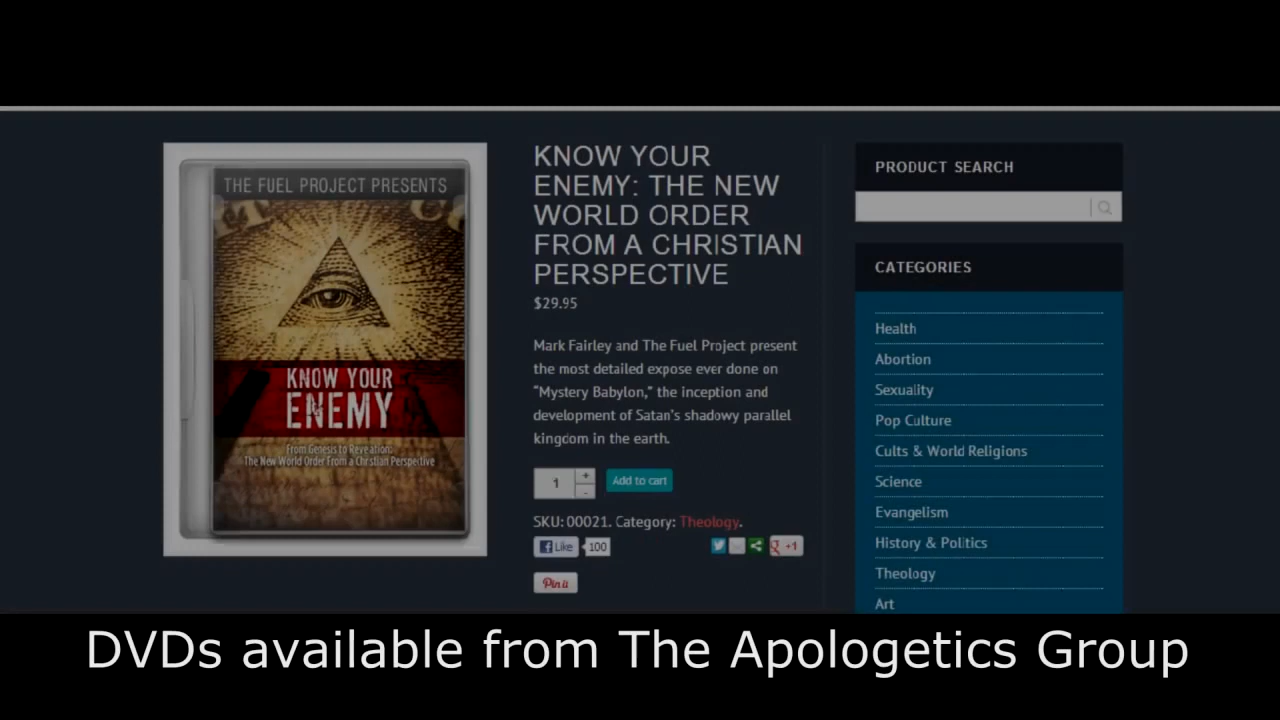 THE FUEL PROJECT PRESENTS
KNOW YOUR
ENEMY
From Genesis to Revelation:
The New World Order From a Christian Perspective
KNOW YOUR
ENEMY: THE NEW
WORLD ORDER
FROM A CHRISTIAN
PERSPECTIVE
$29.95
Mark Fairley and The Fuel Project present
the most detailed expose ever done on
“Mystery Babylon,” the inception and
development of Satan’s shadowy parallel
kingdom in the earth.
1
+
-
Add to cart
SKU: 00021. Category: Theology.
Like
100
+1
Pin it
PRODUCT SEARCH
CATEGORIES
Health
Abortion
Sexuality
Pop Culture
Cults & World Religions
Science
Evangelism
History & Politics
Theology
Art
DVDs available from The Apologetics Group